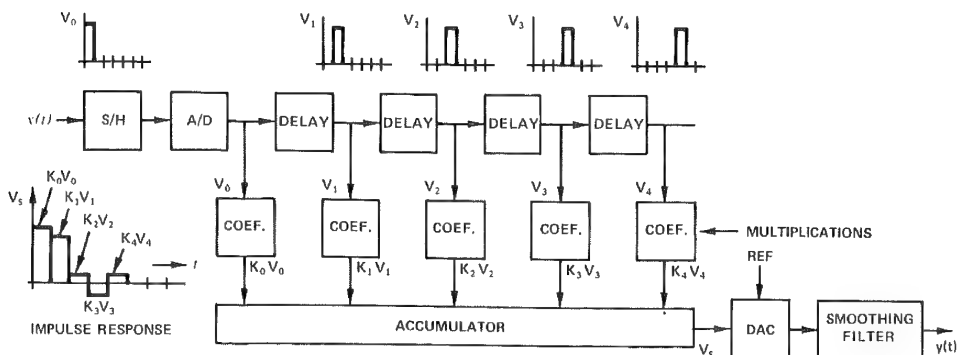 V₀
V₁
V₂
V₃
V₄
x(t)
S/H
A/D
DELAY
DELAY
DELAY
DELAY
V₀
V₁
V₂
V₃
V₄
COEF.
COEF.
COEF.
COEF.
COEF.
MULTIPLICATIONS
K₀V₀
K₁V₁
K₂V₂
K₃V₃
K₄V₄
Vₛ
K₀V₀
K₁V₁
K₂V₂
K₄V₄
t
K₃V₃
IMPULSE RESPONSE
ACCUMULATOR
Vₛ
REF
DAC
SMOOTHING
FILTER
y(t)